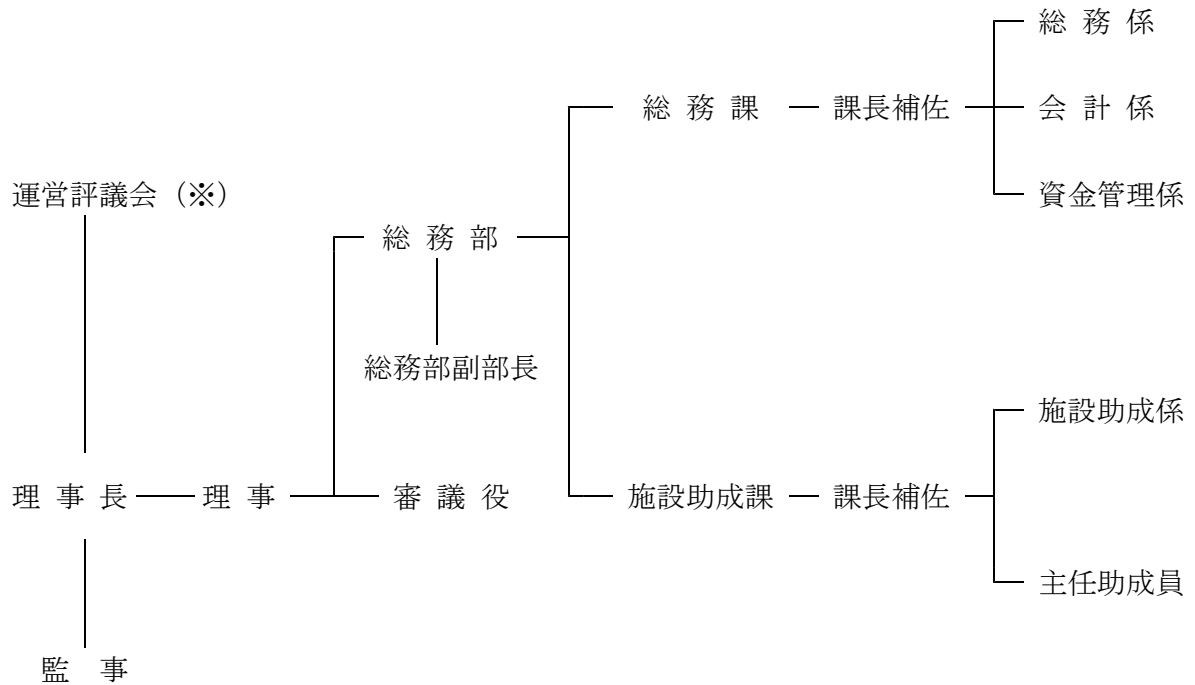 総 務 係
総 務 課
課長補佐
会 計 係
資金管理係
運営評議会（※）
総 務 部
総務部副部長
施設助成係
理 事 長
理 事
審 議 役
施設助成課
課長補佐
主任助成員
監 事